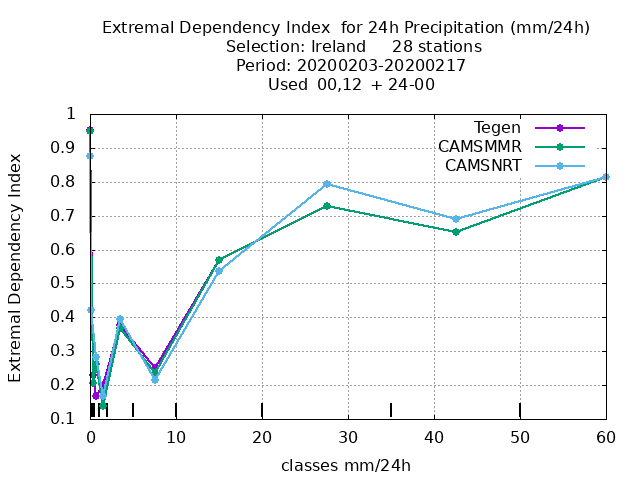 Extremal Dependency Index  for 24h Precipitation (mm/24h)
Selection: Ireland     28 stations
Period: 20200203-20200217
Used  00,12  + 24-00
Tegen
CAMSMMR
CAMSNRT
Extremal Dependency Index
1
0.9
0.8
0.7
0.6
0.5
0.4
0.3
0.2
0.1
0 10 20 30 40 50 60
classes mm/24h